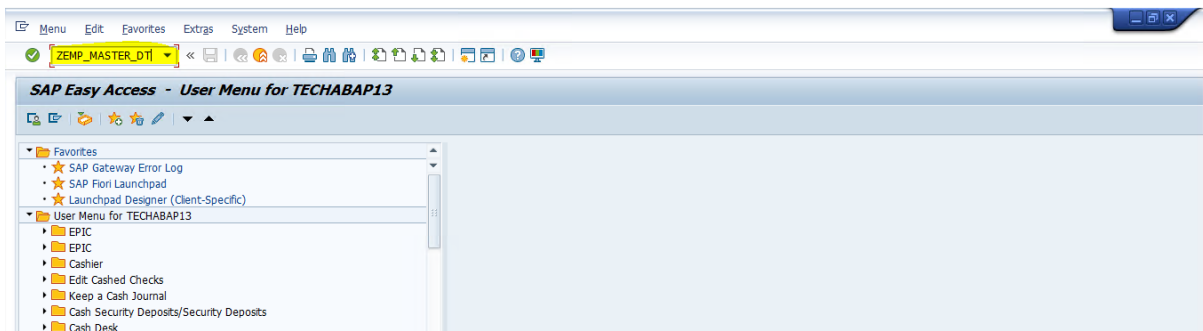 Menu Edit Favorites Extras System Help
ZEMP_MASTER_DT
SAP Easy Access - User Menu for TECHABAP13
Favorites
SAP Gateway Error Log
SAP Fiori Launchpad
Launchpad Designer (Client-Specific)
User Menu for TECHABAP13
EPIC
EPIC
Cashier
Edit Cashed Checks
Keep a Cash Journal
Cash Security Deposits/Security Deposits
Cash Desk